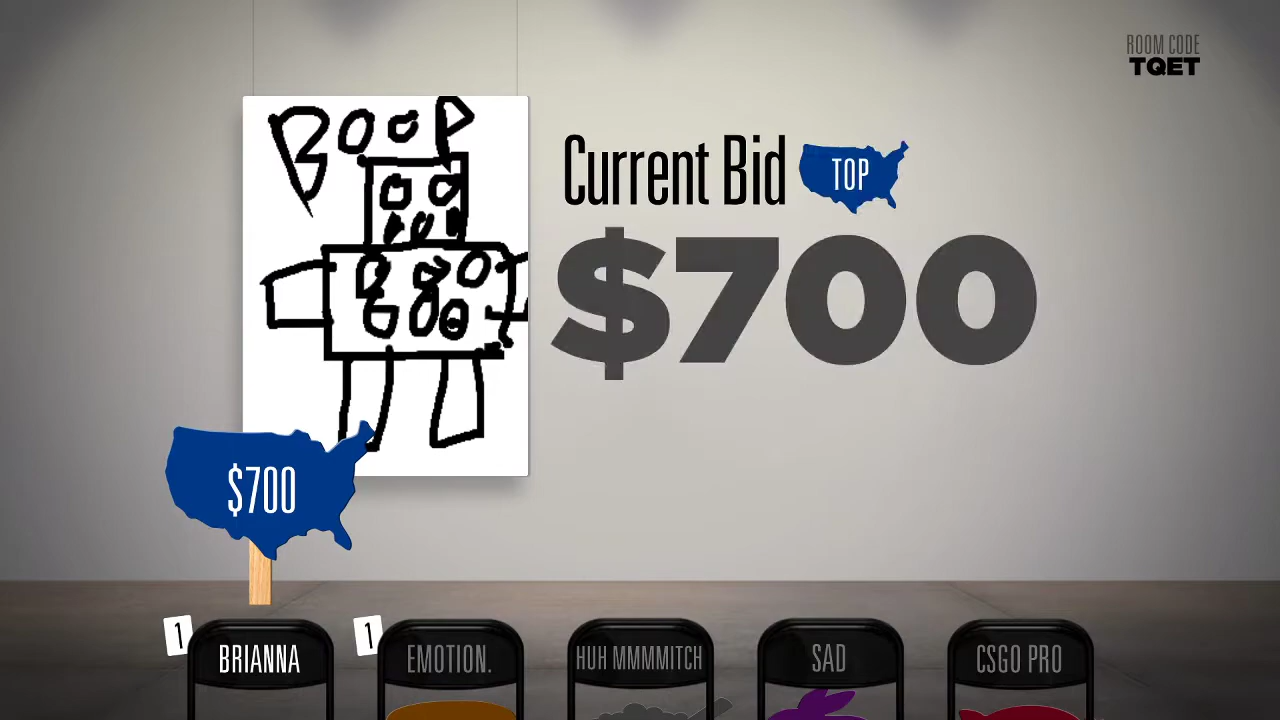 ROOM CODE
TQET
BOOP
Current Bid
TOP
$700
$700
1
BRIANNA
1
EMOTION.
HUH MMMMITCH
SAD
CSGO PRO